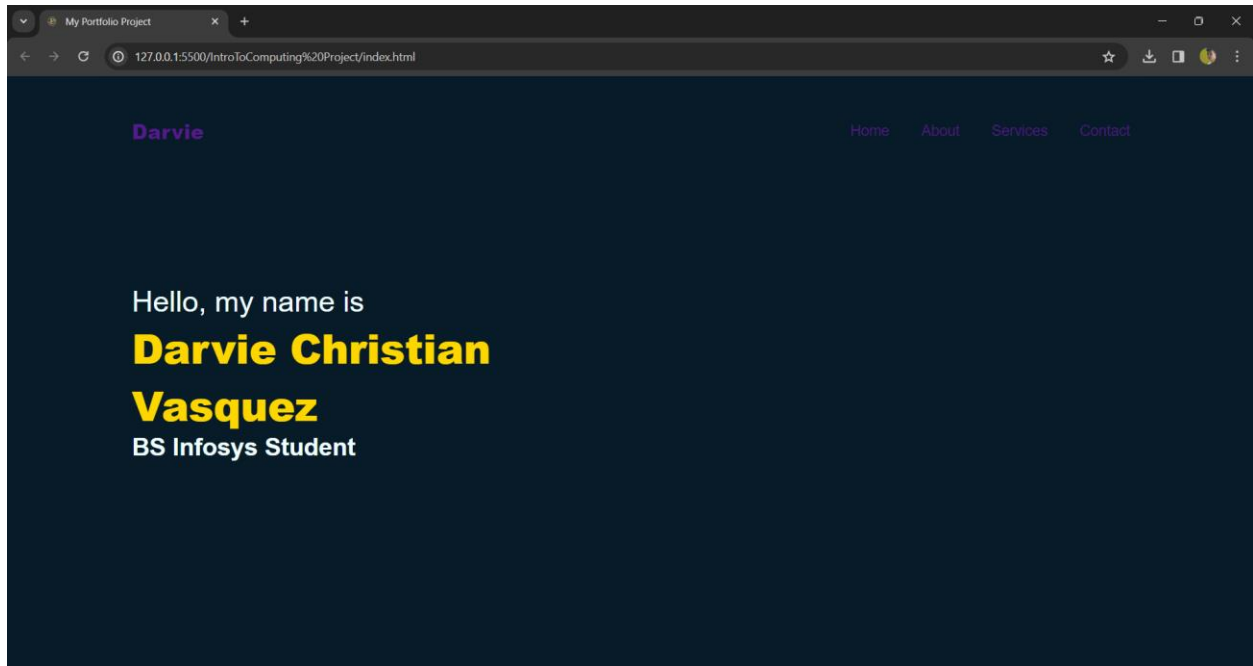 My Portfolio Project
127.0.0.1:5500/IntroToComputing%20Project/index.html
Darvie
Home About Services Contact
Hello, my name is
Darvie Christian
Vasquez
BS Infosys Student